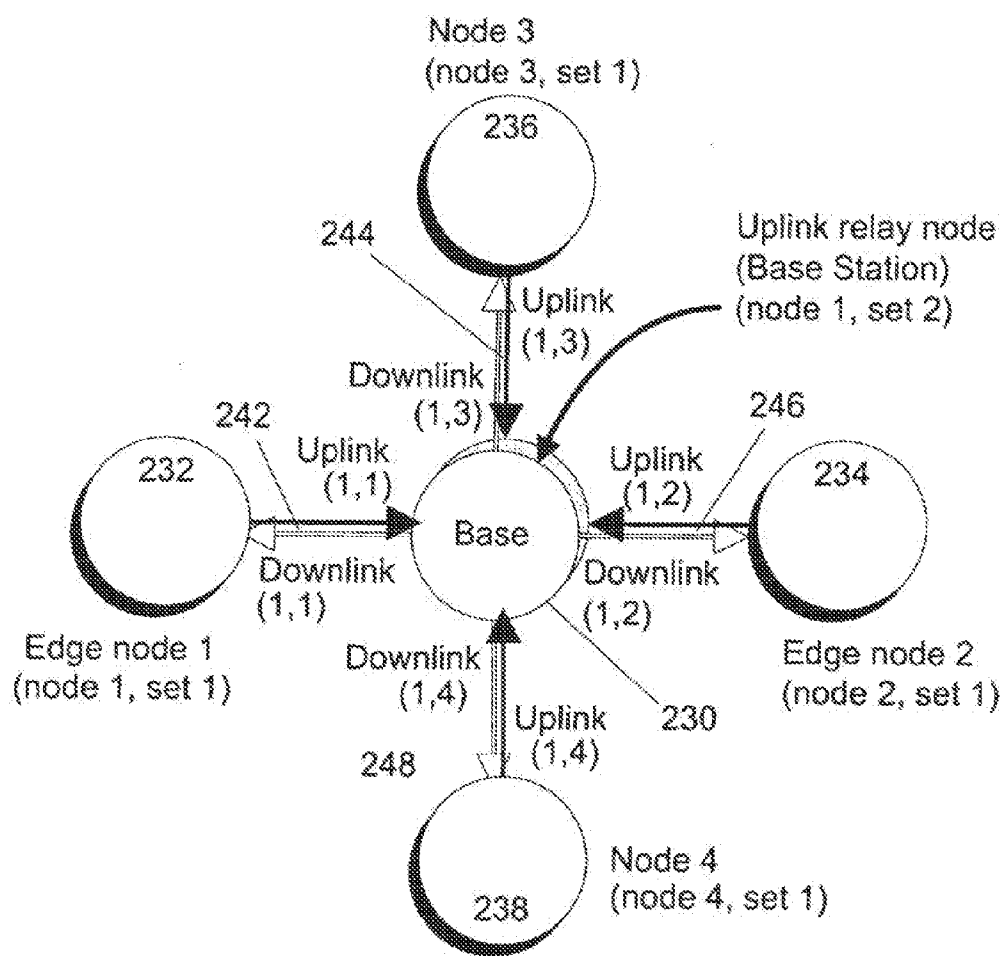 Node 3
(node 3, set 1)
236
244
Uplink relay node
(Base Station)
(node 1, set 2)
Uplink
(1,3)
Downlink
(1,3)
242
246
232
Uplink
(1,1)
Base
Uplink
(1,2)
234
Downlink
(1,1)
Downlink
(1,2)
Edge node 1
(node 1, set 1)
Downlink
(1,4)
Edge node 2
(node 2, set 1)
Uplink
(1,4)
230
248
Node 4
(node 4, set 1)
238